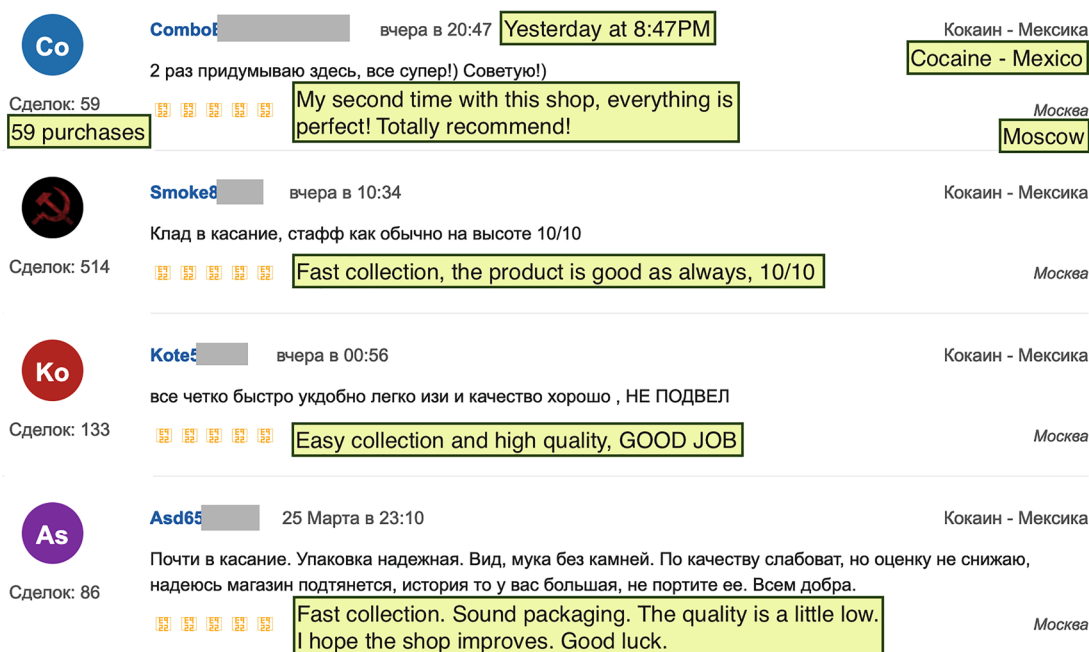 Co
ComboE
вчера в 20:47
Yesterday at 8:47PM
Кокаин - Мексика
Cocaine - Mexico
2 раз придумываю здесь, все супер!) Советую!)
Сделок: 59
59 purchases
My second time with this shop, everything is
perfect! Totally recommend!
Москва
Moscow
Smoke8
вчера в 10:34
Кокаин - Мексика
Клад в касание, стафф как обычно на высоте 10/10
Сделок: 514
Fast collection, the product is good as always, 10/10
Москва
Ko
Kote5
вчера в 00:56
Кокаин - Мексика
все четко быстро укдобно легко изи и качество хорошо , НЕ ПОДВЕЛ
Сделок: 133
Easy collection and high quality, GOOD JOB
Москва
As
Asd65
25 Марта в 23:10
Кокаин - Мексика
Почти в касание. Упаковка надежная. Вид, мука без камней. По качеству слабоват, но оценку не снижаю,
надеюсь магазин подтянется, история то у вас большая, не портите ее. Всем добра.
Сделок: 86
Fast collection. Sound packaging. The quality is a little low.
I hope the shop improves. Good luck.
Москва